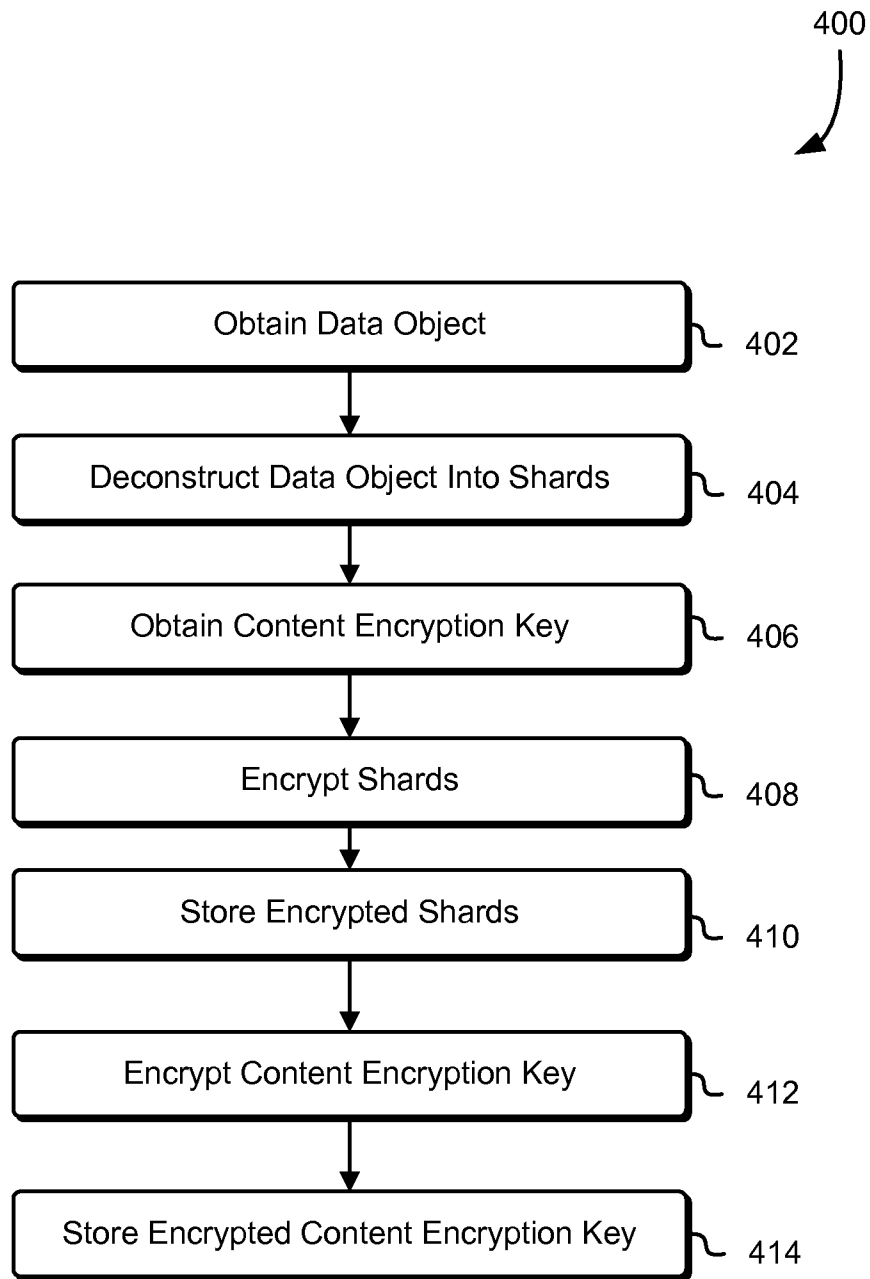 400
Obtain Data Object
402
Deconstruct Data Object Into Shards
404
Obtain Content Encryption Key
406
Encrypt Shards
408
Store Encrypted Shards
410
Encrypt Content Encryption Key
412
Store Encrypted Content Encryption Key
414